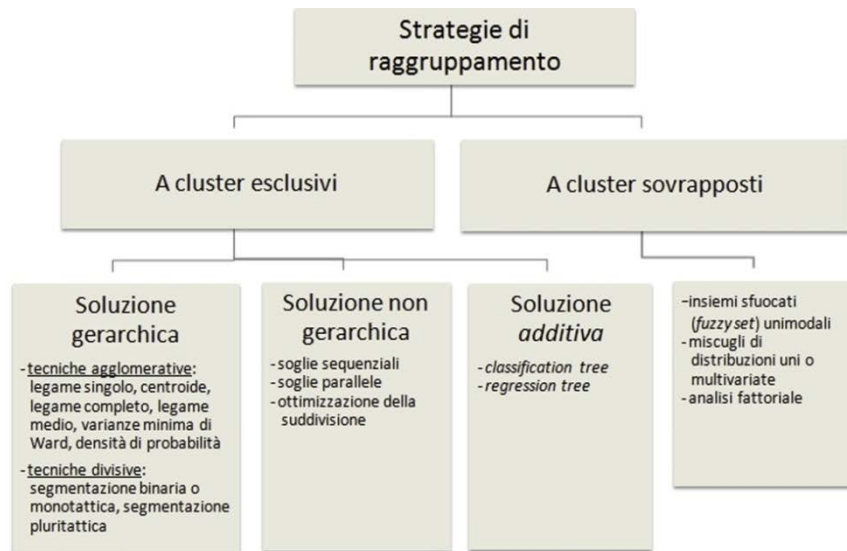 Strategie di
raggruppamento
A cluster esclusivi
A cluster sovrapposti
Soluzione
gerarchica
-tecniche agglomerative:
legame singolo, centroide,
legame completo, legame
medio, varianze minima di
Ward, densità di probabilità
-tecniche divisive:
segmentazione binaria o
monotattica, segmentazione
pluritattica
Soluzione non
gerarchica
-soglie sequenziali
-soglie parallele
-ottimizzazione della
suddivisione
Soluzione
additiva
-classification tree
-regression tree
-insiemi sfuocati
(fuzzy set) unimodali
-miscugli di
distribuzioni uni o
multivariate
-analisi fattoriale